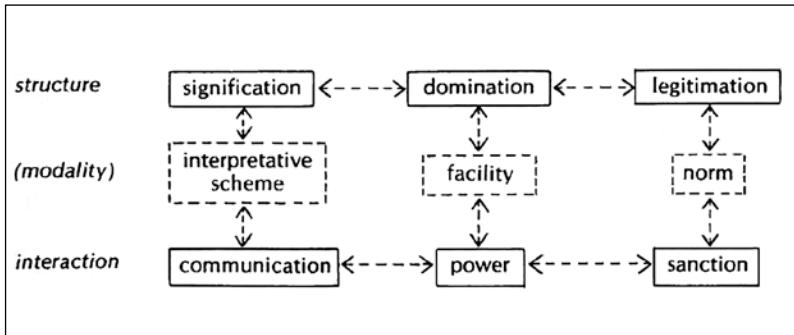 structure signification domination legitimation
(modality) interpretative scheme facility norm
interaction communication power sanction